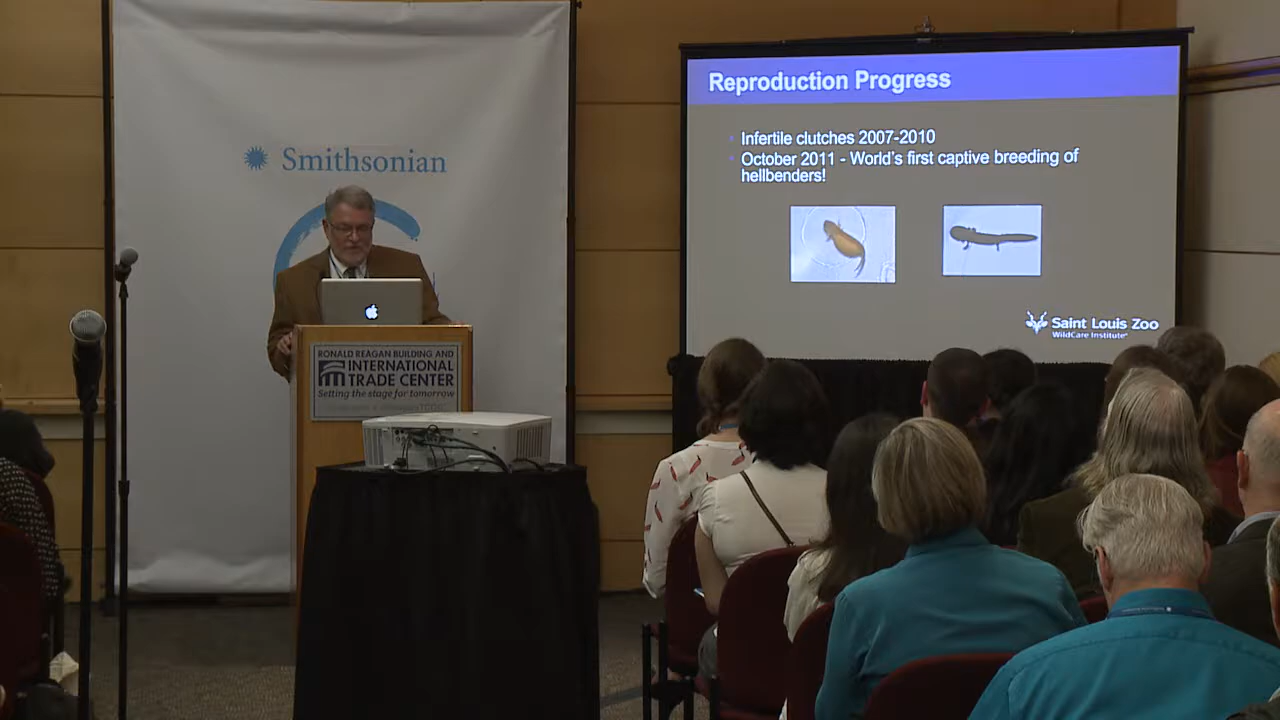 Smithsonian
RONALD REAGAN BUILDING AND
INTERNATIONAL
TRADE CENTER
Setting the stage for tomorrow
Reproduction Progress
Infertile clutches 2007-2010
October 2011 - World's first captive breeding of
hellbenders!
Saint Louis Zoo
WildCare Institute®